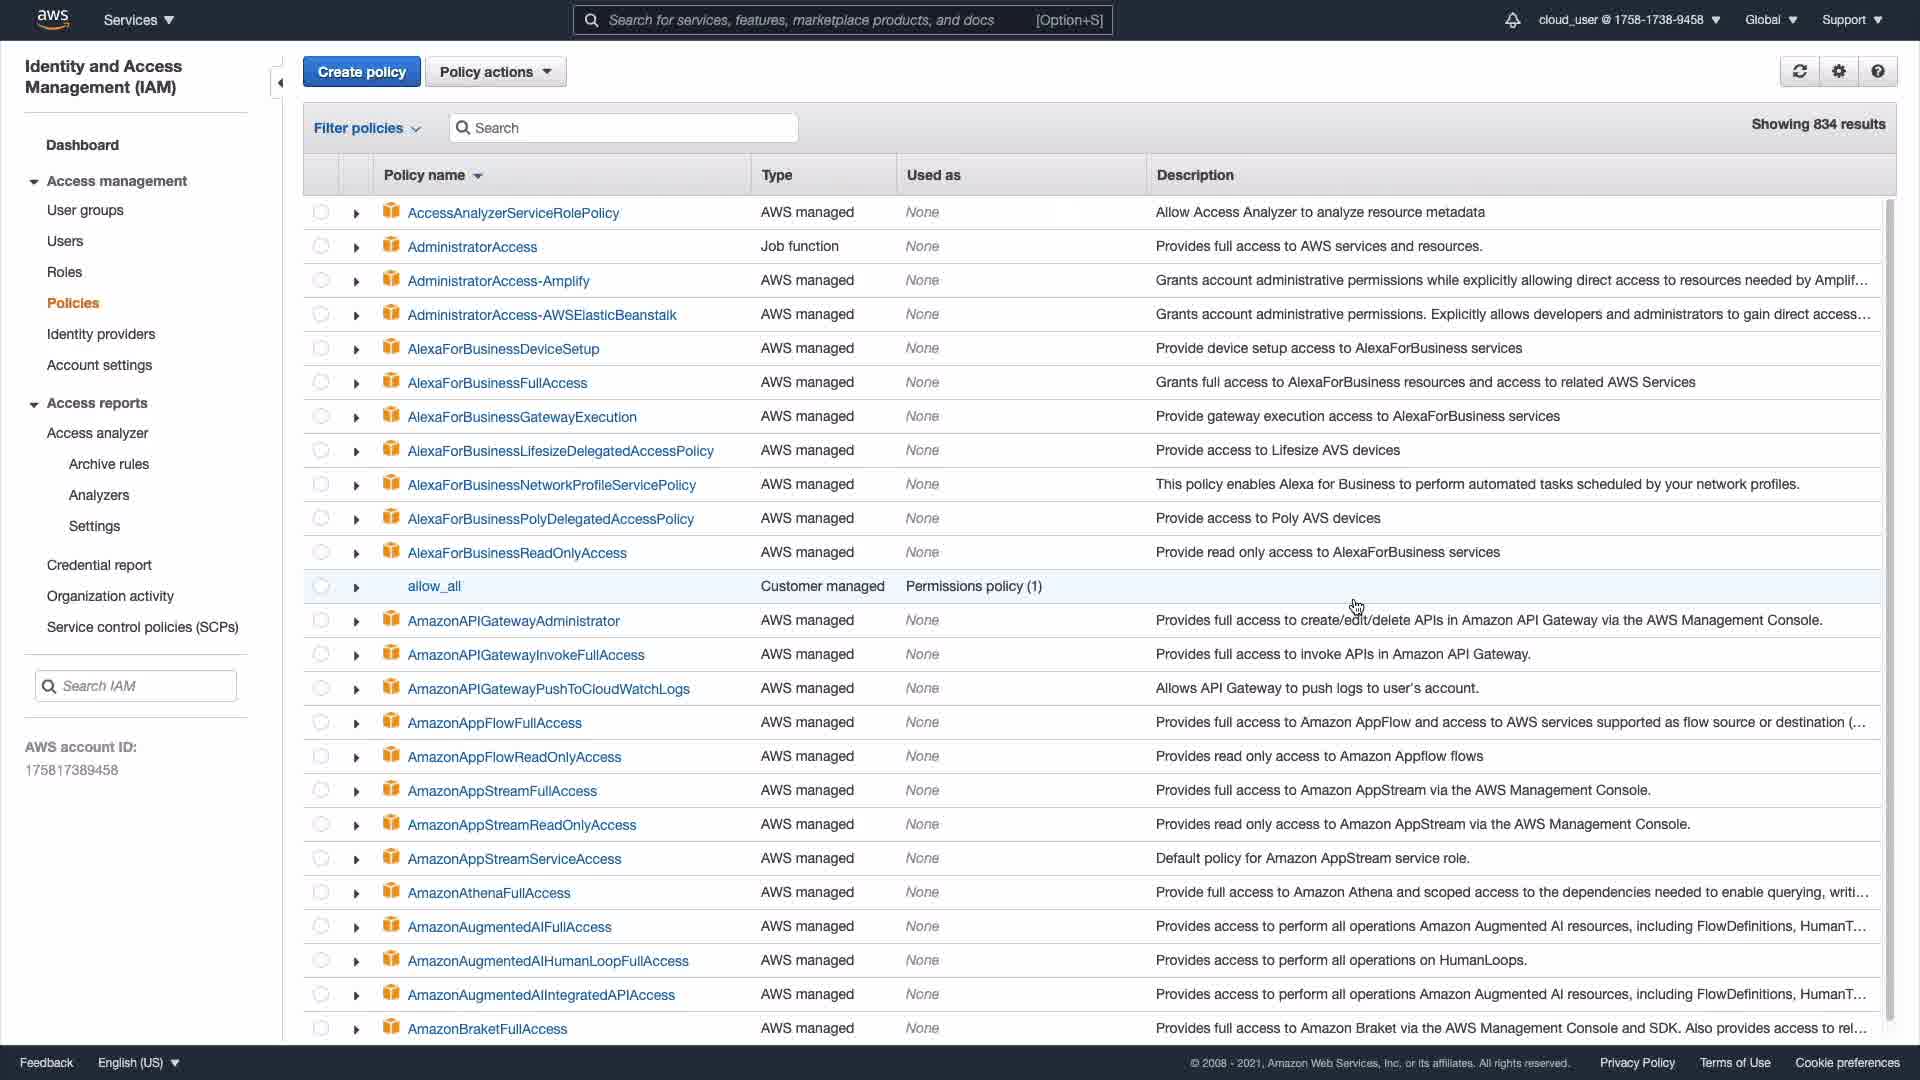 aws Services ▼ Search for services, features, marketplace products, and docs [Option+S] cloud_user @ 1758-1738-9458 ▼ Global ▼ Support ▼
Identity and Access
Management (IAM)
Dashboard
Access management
User groups
Users
Roles
Policies
Identity providers
Account settings
Access reports
Access analyzer
Archive rules
Analyzers
Settings
Credential report
Organization activity
Service control policies (SCPs)
Search IAM
AWS account ID:
175817389458
Create policy Policy actions
Filter policies Search Showing 834 results
Policy name Type Used as Description
AccessAnalyzerServiceRolePolicy AWS managed None Allow Access Analyzer to analyze resource metadata
AdministratorAccess Job function None Provides full access to AWS services and resources.
AdministratorAccess-Amplify AWS managed None Grants account administrative permissions while explicitly allowing direct access to resources needed by Amplif...
AdministratorAccess-AWSElasticBeanstalk AWS managed None Grants account administrative permissions. Explicitly allows developers and administrators to gain direct access...
AlexaForBusinessDeviceSetup AWS managed None Provide device setup access to AlexaForBusiness services
AlexaForBusinessFullAccess AWS managed None Grants full access to AlexaForBusiness resources and access to related AWS Services
AlexaForBusinessGatewayExecution AWS managed None Provide gateway execution access to AlexaForBusiness services
AlexaForBusinessLifesizeDelegatedAccessPolicy AWS managed None Provide access to Lifesize AVS devices
AlexaForBusinessNetworkProfileServicePolicy AWS managed None This policy enables Alexa for Business to perform automated tasks scheduled by your network profiles.
AlexaForBusinessPolyDelegatedAccessPolicy AWS managed None Provide access to Poly AVS devices
AlexaForBusinessReadOnlyAccess AWS managed None Provide read only access to AlexaForBusiness services
allow_all Customer managed Permissions policy (1)
AmazonAPIGatewayAdministrator AWS managed None Provides full access to create/edit/delete APIs in Amazon API Gateway via the AWS Management Console.
AmazonAPIGatewayInvokeFullAccess AWS managed None Provides full access to invoke APIs in Amazon API Gateway.
AmazonAPIGatewayPushToCloudWatchLogs AWS managed None Allows API Gateway to push logs to user's account.
AmazonAppFlowFullAccess AWS managed None Provides full access to Amazon AppFlow and access to AWS services supported as flow source or destination (...
AmazonAppFlowReadOnlyAccess AWS managed None Provides read only access to Amazon Appflow flows
AmazonAppStreamFullAccess AWS managed None Provides full access to Amazon AppStream via the AWS Management Console.
AmazonAppStreamReadOnlyAccess AWS managed None Provides read only access to Amazon AppStream via the AWS Management Console.
AmazonAppStreamServiceAccess AWS managed None Default policy for Amazon AppStream service role.
AmazonAthenaFullAccess AWS managed None Provide full access to Amazon Athena and scoped access to the dependencies needed to enable querying, writi...
AmazonAugmentedAIFullAccess AWS managed None Provides access to perform all operations Amazon Augmented AI resources, including FlowDefinitions, HumanT...
AmazonAugmentedAIHumanLoopFullAccess AWS managed None Provides access to perform all operations on HumanLoops.
AmazonAugmentedAIIntegratedAPIAccess AWS managed None Provides access to perform all operations Amazon Augmented AI resources, including FlowDefinitions, HumanT...
AmazonBraketFullAccess AWS managed None Provides full access to Amazon Braket via the AWS Management Console and SDK. Also provides access to rel...
Feedback English (US) ▼ © 2008 - 2021, Amazon Web Services, Inc. or its affiliates. All rights reserved. Privacy Policy Terms of Use Cookie preferences